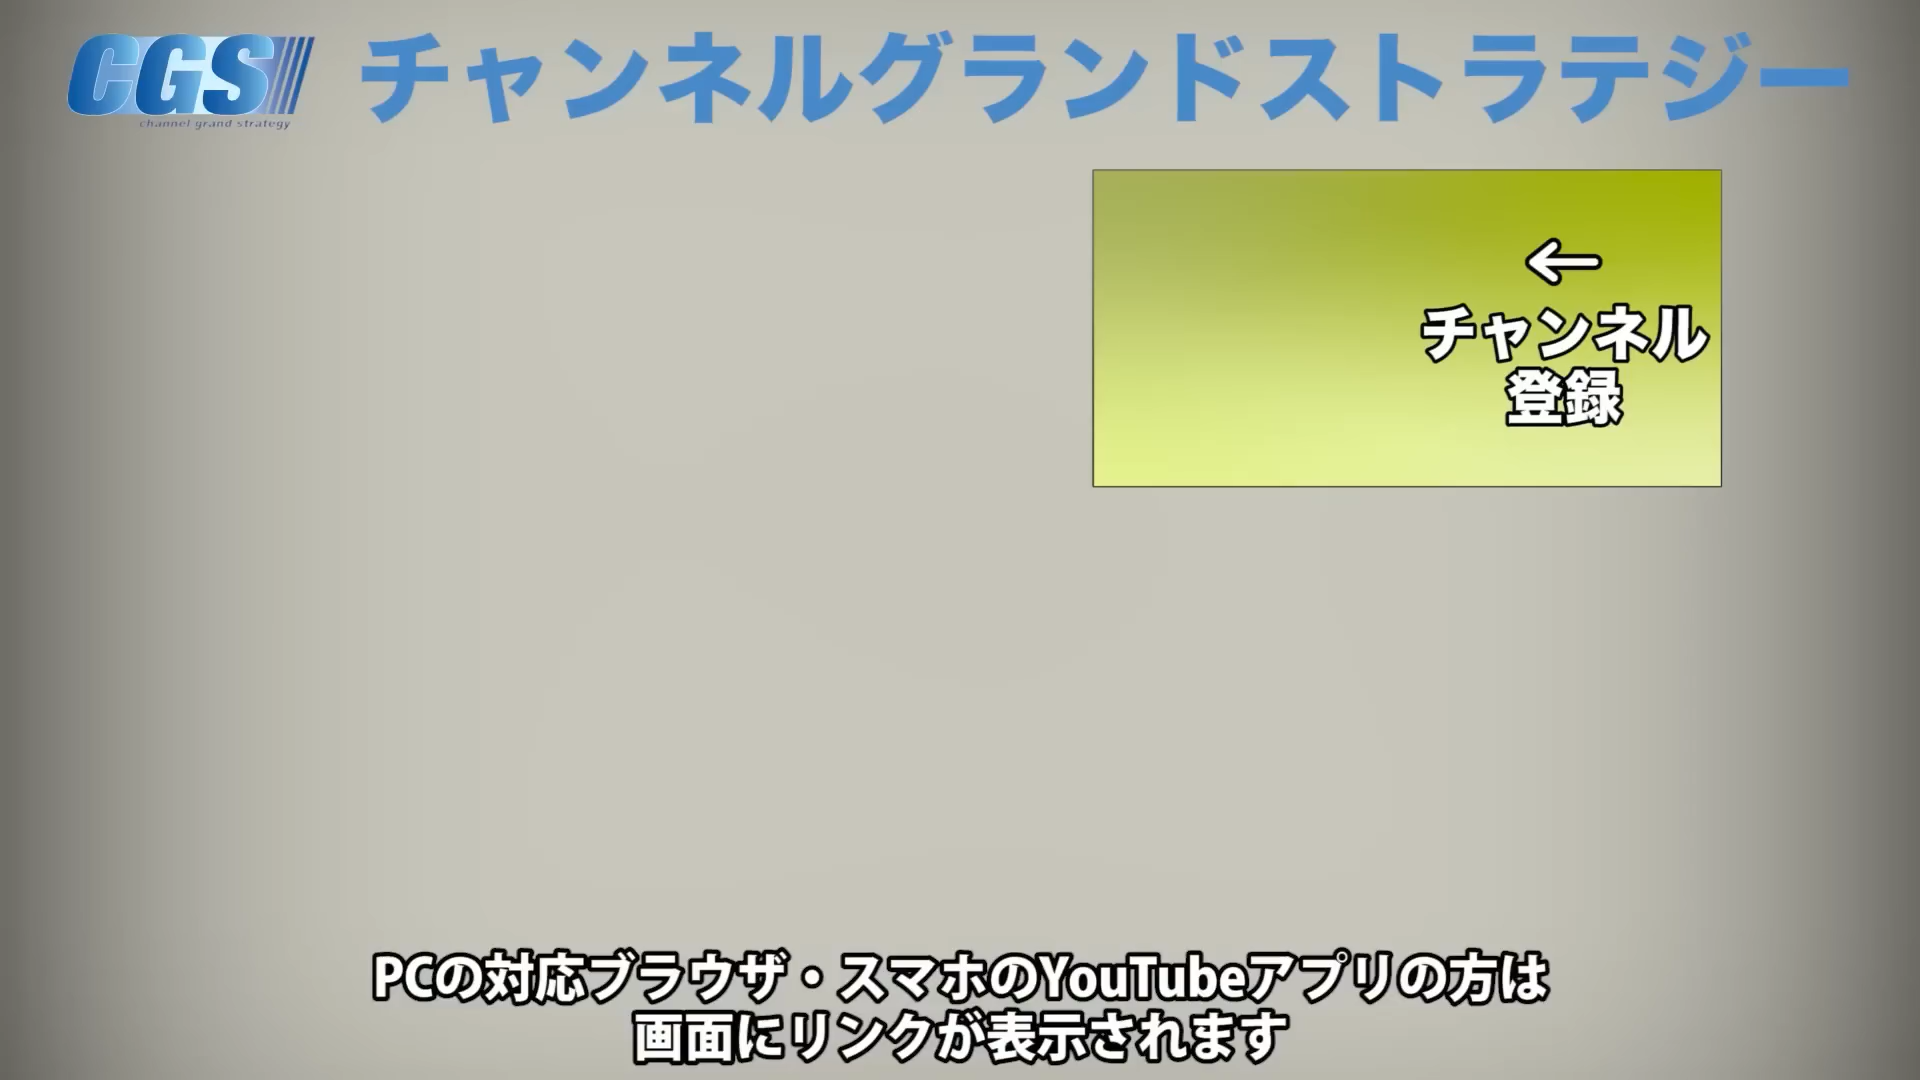 CGS
channel grand strategy
チャンネルグランドストラテジー
←
チャンネル
登録
PCの対応ブラウザ・スマホのYouTubeアプリの方は
画面にリンクが表示されます